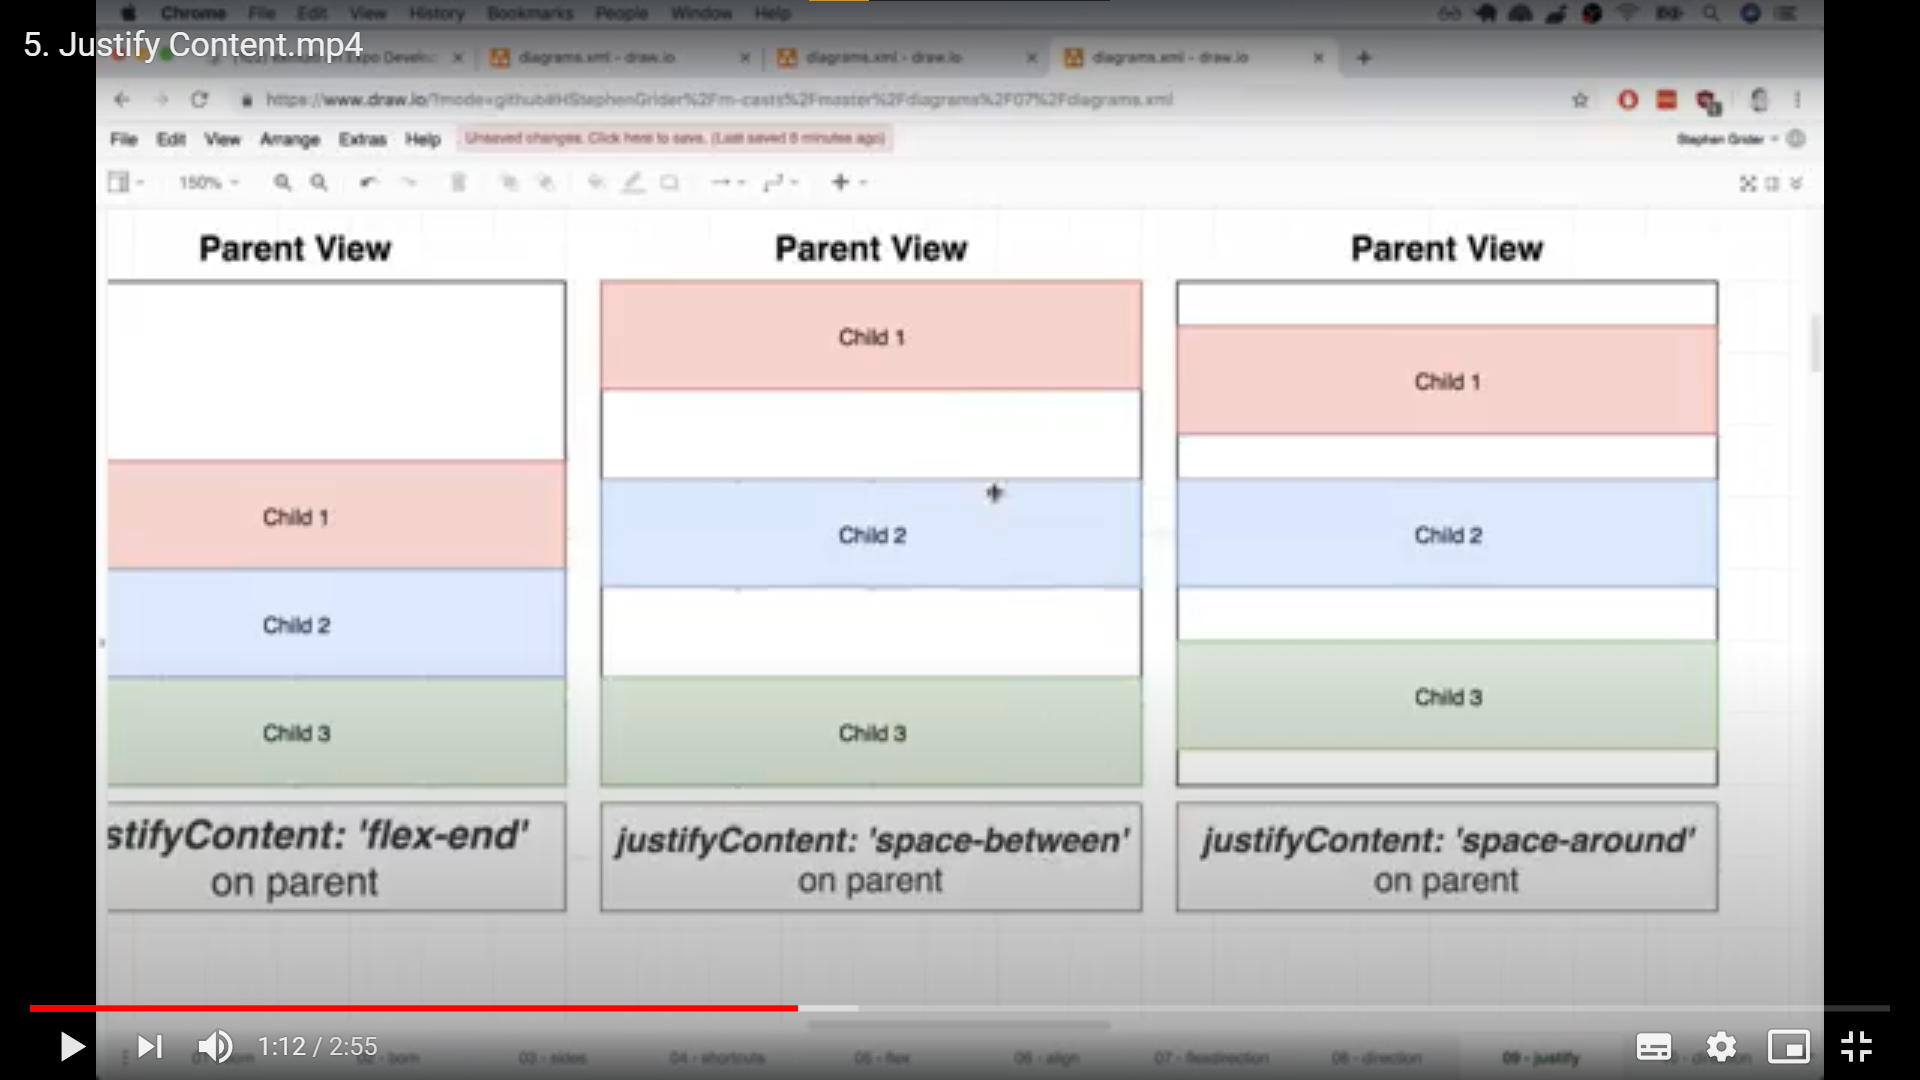 Chrome File Edit View History Bookmarks People Window Help
5. Justify Content.mp4
diagrams.xml - draw.io
diagrams.xml - draw.io
diagrams.xml - draw.io
https://www.draw.io/?mode=github#HStephenGrider%2Frn-casts%2Fmaster%2Fdiagrams%2F07%2Fdiagrams.xml
File Edit View Arrange Extras Help Unsaved changes. Click here to save. (Last saved 6 minutes ago) Stephen Grider
150%
Parent View Parent View Parent View
Child 1
Child 1
Child 1
Child 2
Child 2
Child 2
Child 3
Child 3
Child 3
stifyContent: 'flex-end'
on parent
justifyContent: 'space-between'
on parent
justifyContent: 'space-around'
on parent
1:12 / 2:55
03 - sides 04 - shortcuts 05 - flex 06 - align 07 - flexdirection 08 - direction 09 - justify